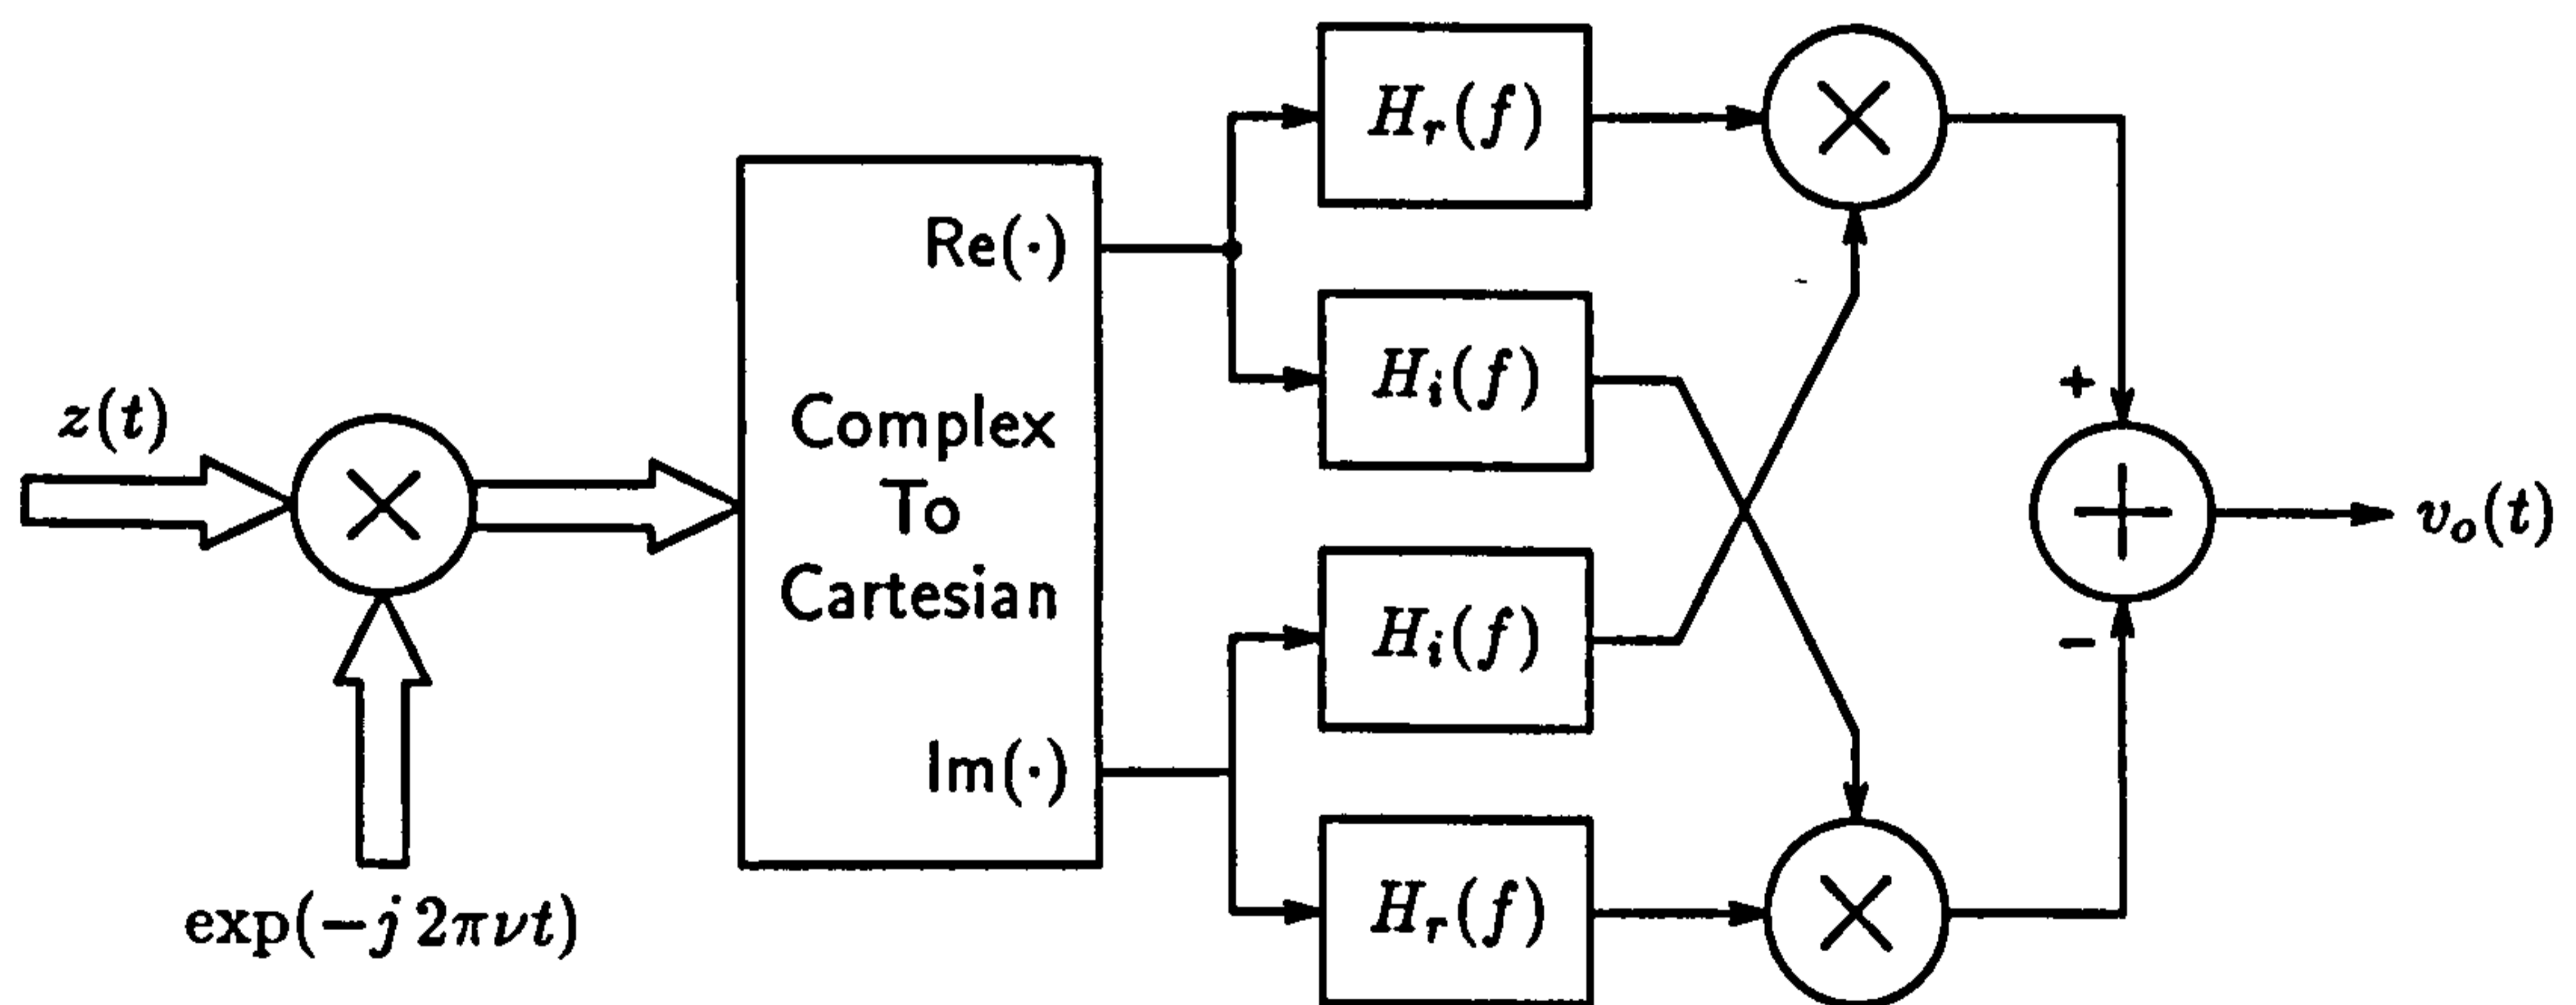 z(t)
exp(−j 2πνt)
Re(·)
Complex
To
Cartesian
Im(·)
H_r(f)
H_i(f)
H_i(f)
H_r(f)
+
−
v_o(t)